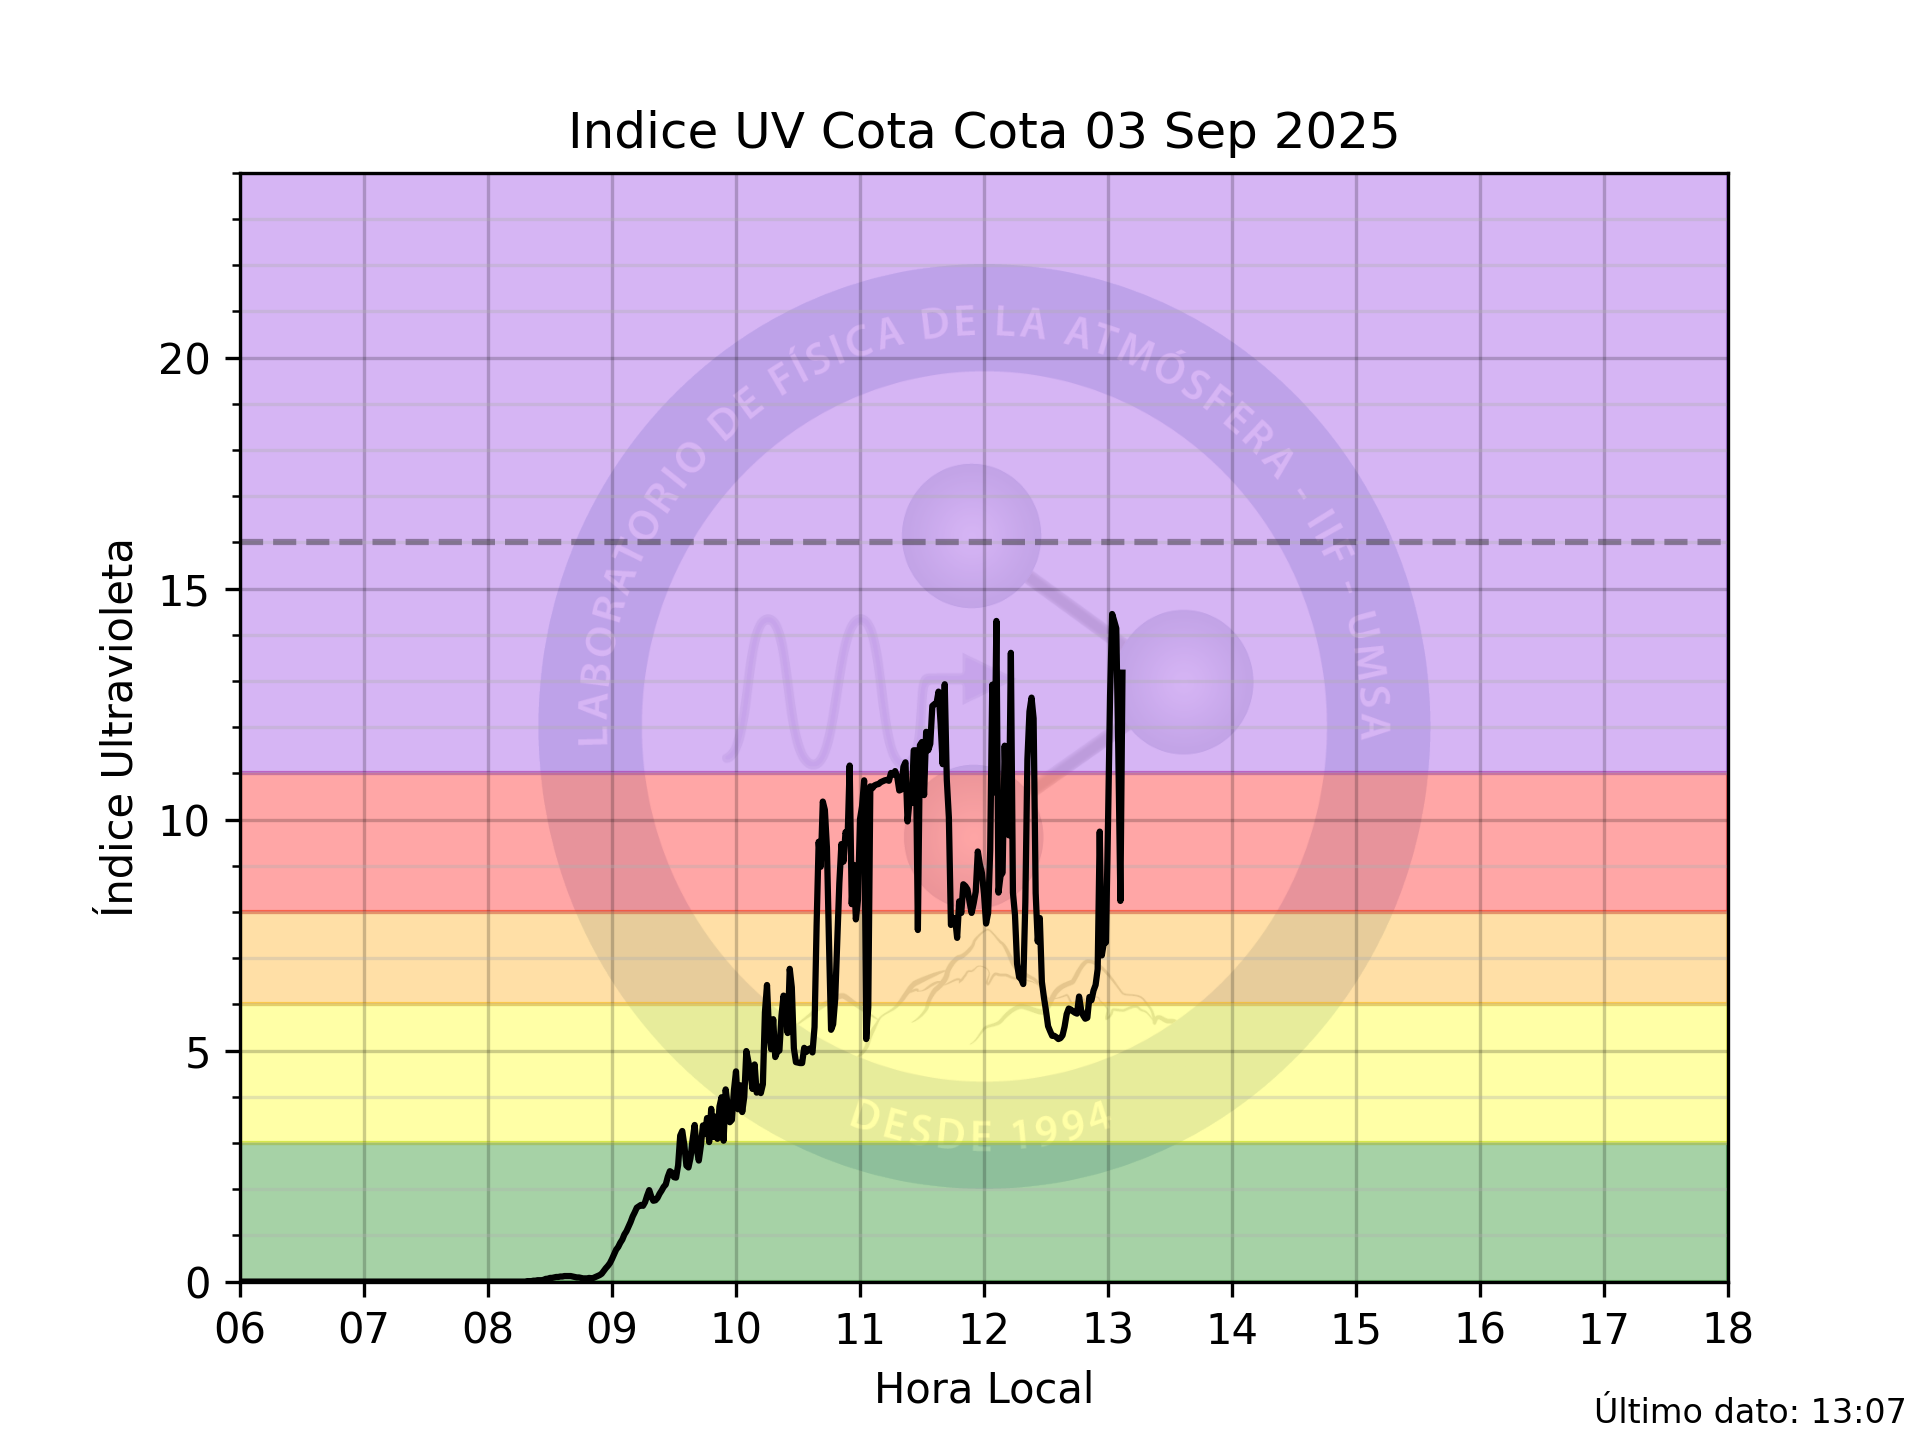 Indice UV Cota Cota 03 Sep 2025
LABORATORIO DE FÍSICA DE LA ATMÓSFERA - IIF - UMSA
DESDE 1994
Índice Ultravioleta
20
15
10
5
0
06 07 08 09 10 11 12 13 14 15 16 17 18
Hora Local
Último dato: 13:07